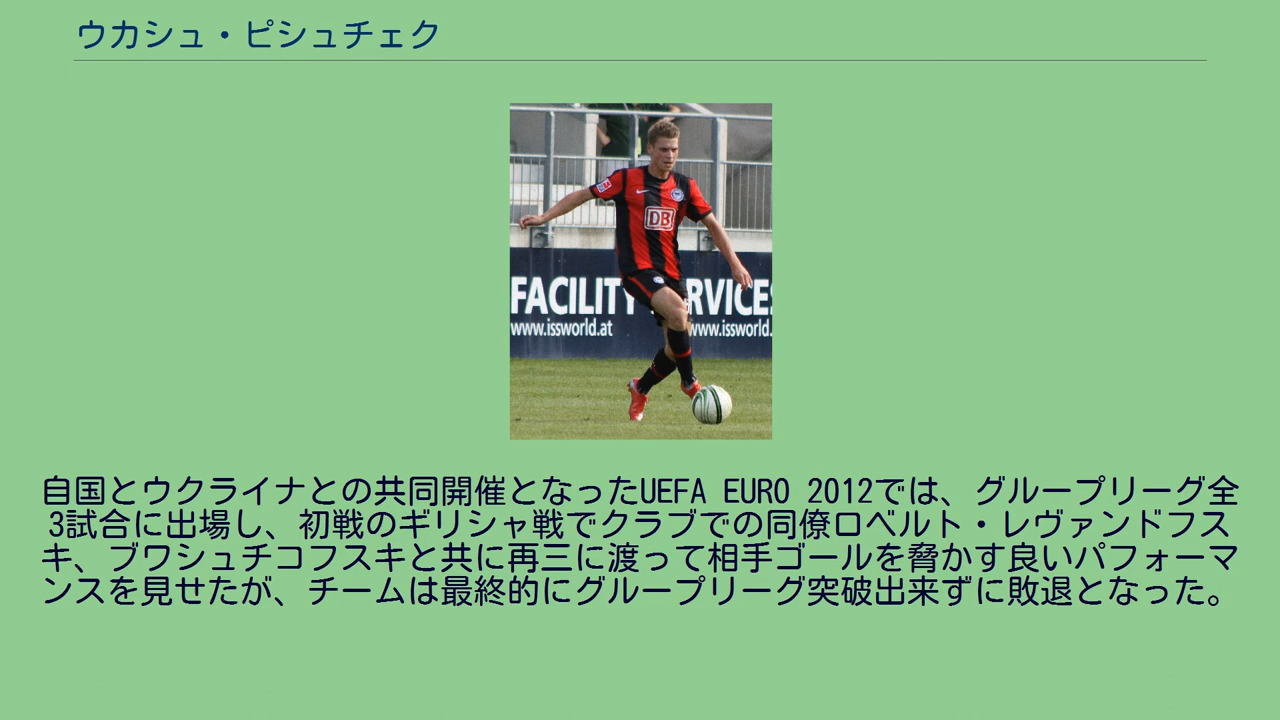 ウカシュ・ピシュチェク
DB
FACILITY
RVICES
www.issworld.at
www.issworld.
自国とウクライナとの共同開催となったUEFA EURO 2012では、グループリーグ全
3試合に出場し、初戦のギリシャ戦でクラブでの同僚ロベルト・レヴァンドフス
キ、ブワシュチコフスキと共に再三に渡って相手ゴールを脅かす良いパフォーマ
ンスを見せたが、チームは最終的にグループリーグ突破出来ずに敗退となった。